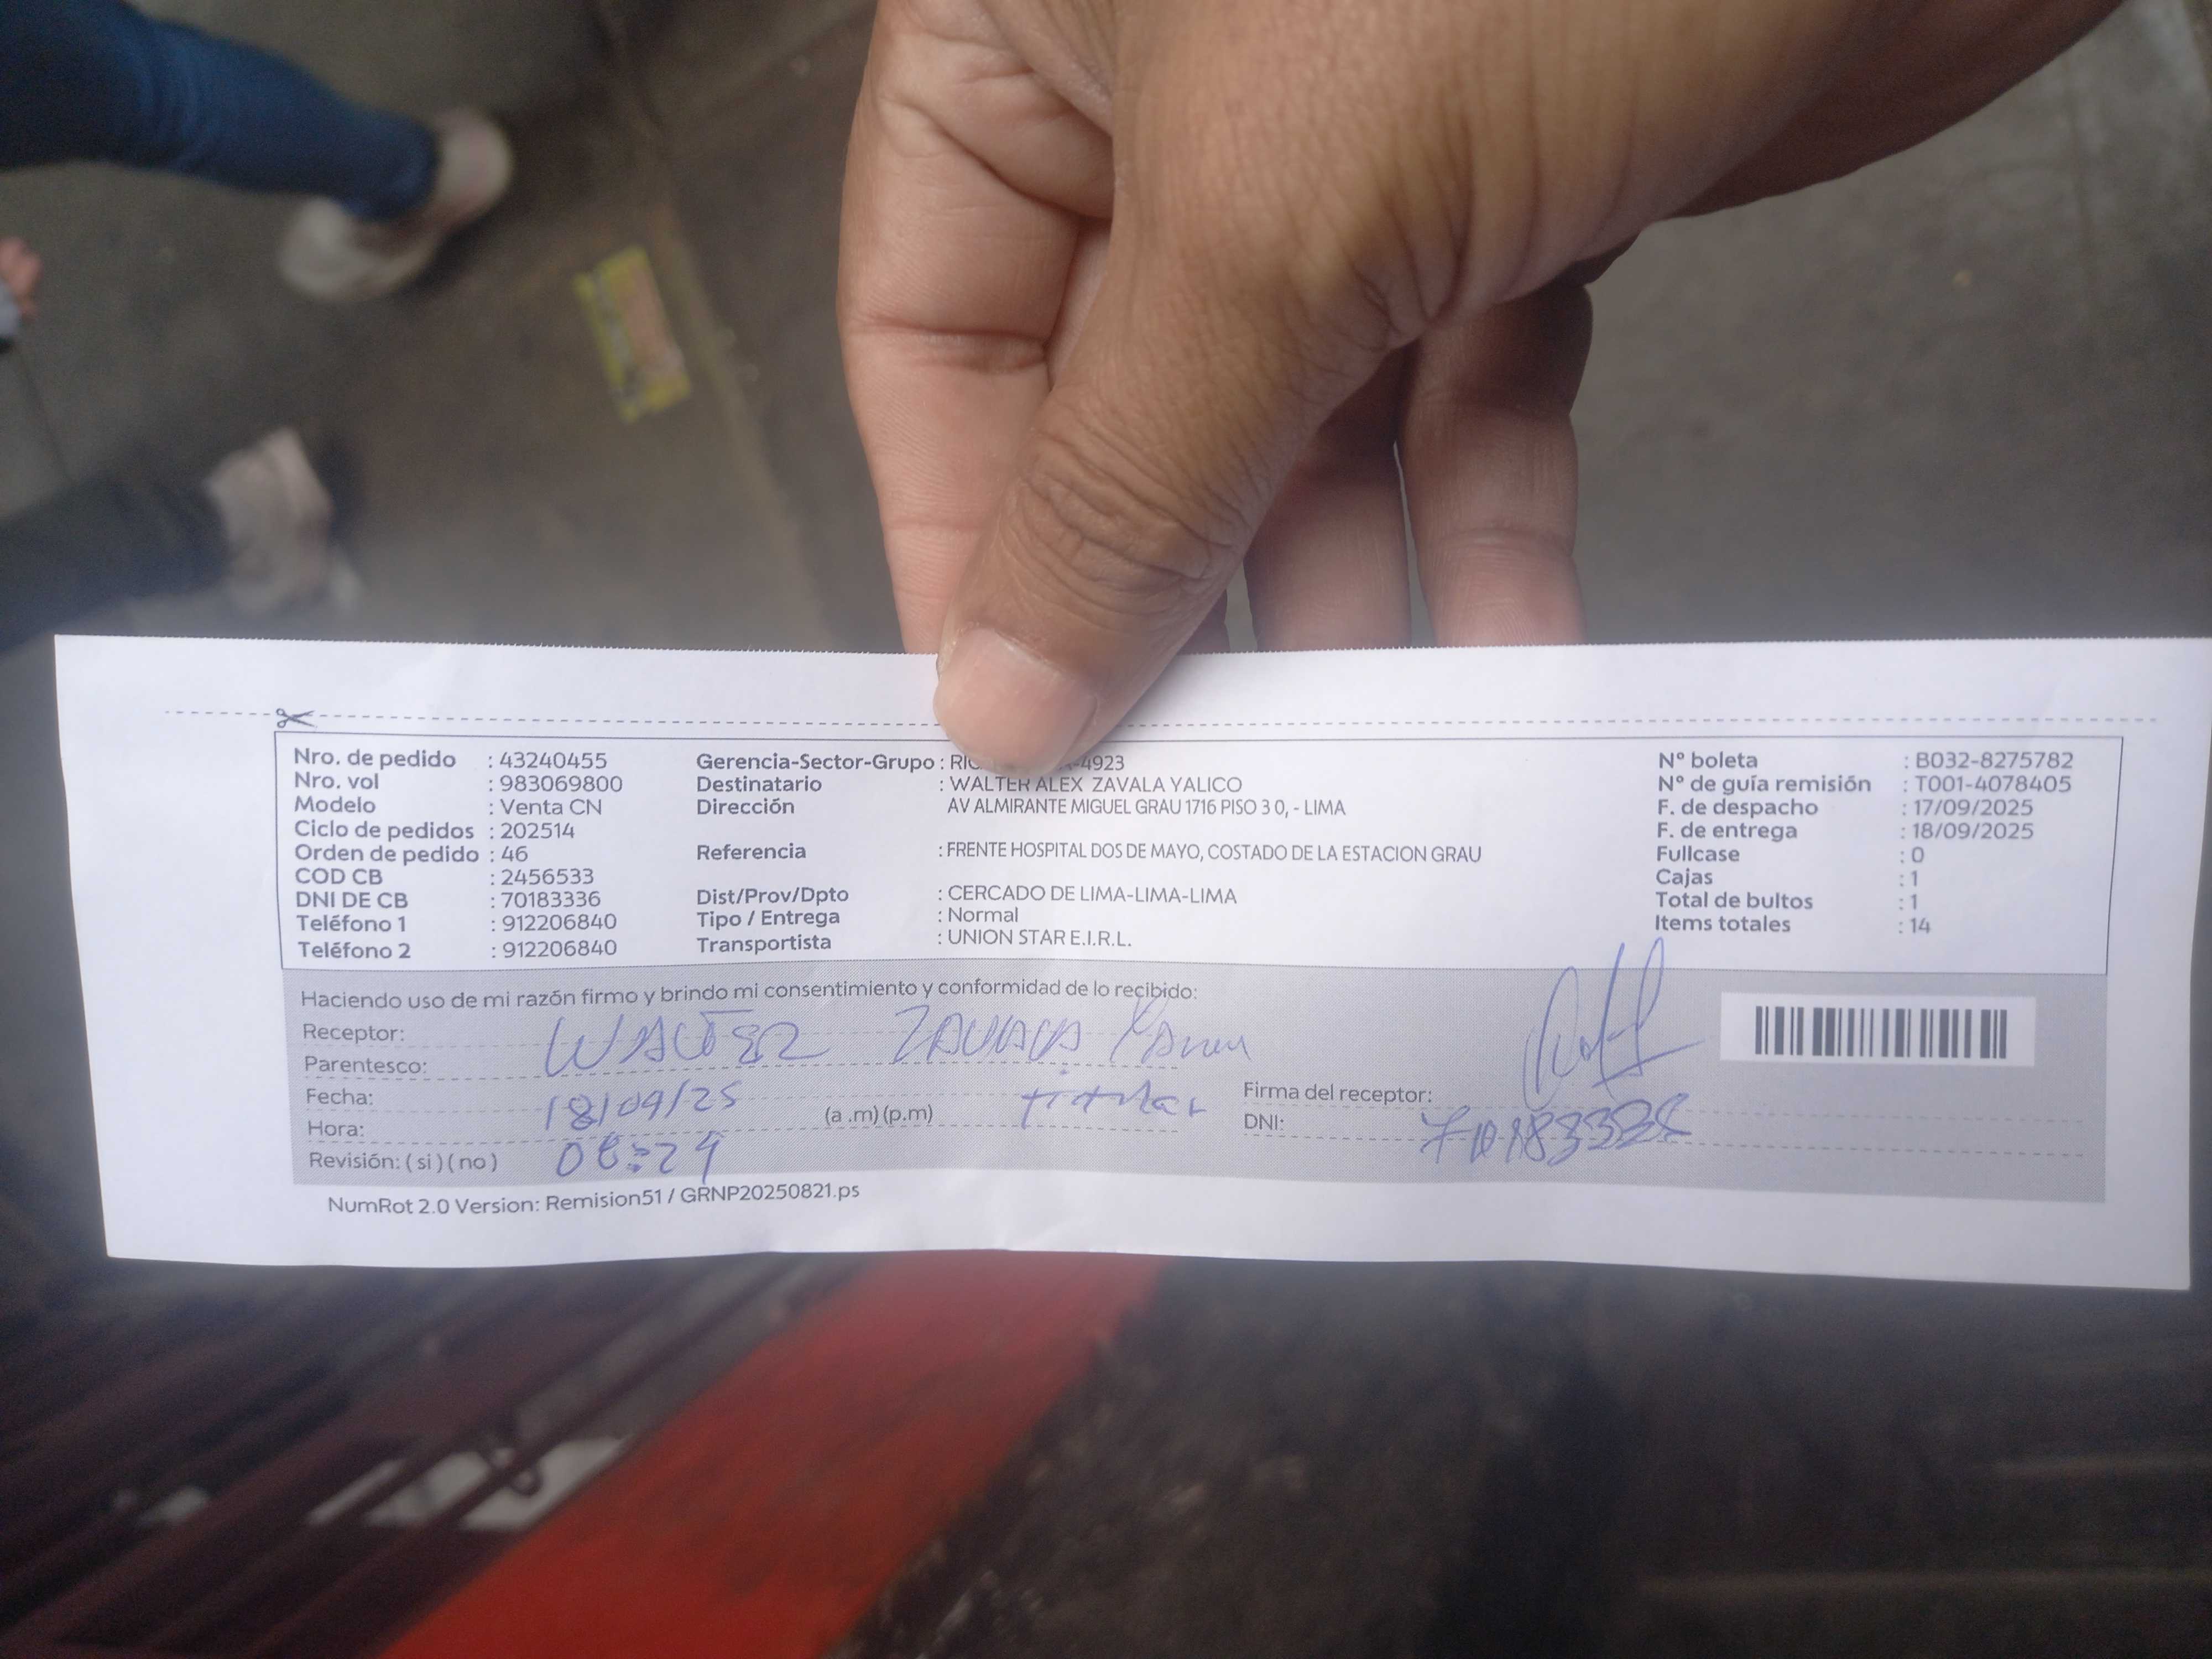 Nro. de pedido : 43240455
Nro. vol : 983069800
Modelo : Venta CN
Ciclo de pedidos : 202514
Orden de pedido : 46
COD CB : 2456533
DNI DE CB : 70183336
Teléfono 1 : 912206840
Teléfono 2 : 912206840
Gerencia-Sector-Grupo : -4923
Destinatario : WALTER ALEX ZAVALA YALICO
Dirección AV ALMIRANTE MIGUEL GRAU 1716 PISO 3 0, - LIMA
Referencia : FRENTE HOSPITAL DOS DE MAYO, COSTADO DE LA ESTACION GRAU
Dist/Prov/Dpto : CERCADO DE LIMA-LIMA-LIMA
Tipo / Entrega : Normal
Transportista : UNION STAR E.I.R.L.
Nº boleta : B032-8275782
Nº de guía remisión : T001-4078405
F. de despacho : 17/09/2025
F. de entrega : 18/09/2025
Fullcase : 0
Cajas : 1
Total de bultos : 1
Items totales : 14
Haciendo uso de mi razón firmo y brindo mi consentimiento y conformidad de lo recibido:
Receptor: WALTER ZAVALA
Parentesco: titular
Fecha: 18/09/25
Hora: (a .m) (p.m)
Revisión: ( si ) ( no )
Firma del receptor:
DNI:
NumRot 2.0 Version: Remision51 / GRNP20250821.ps